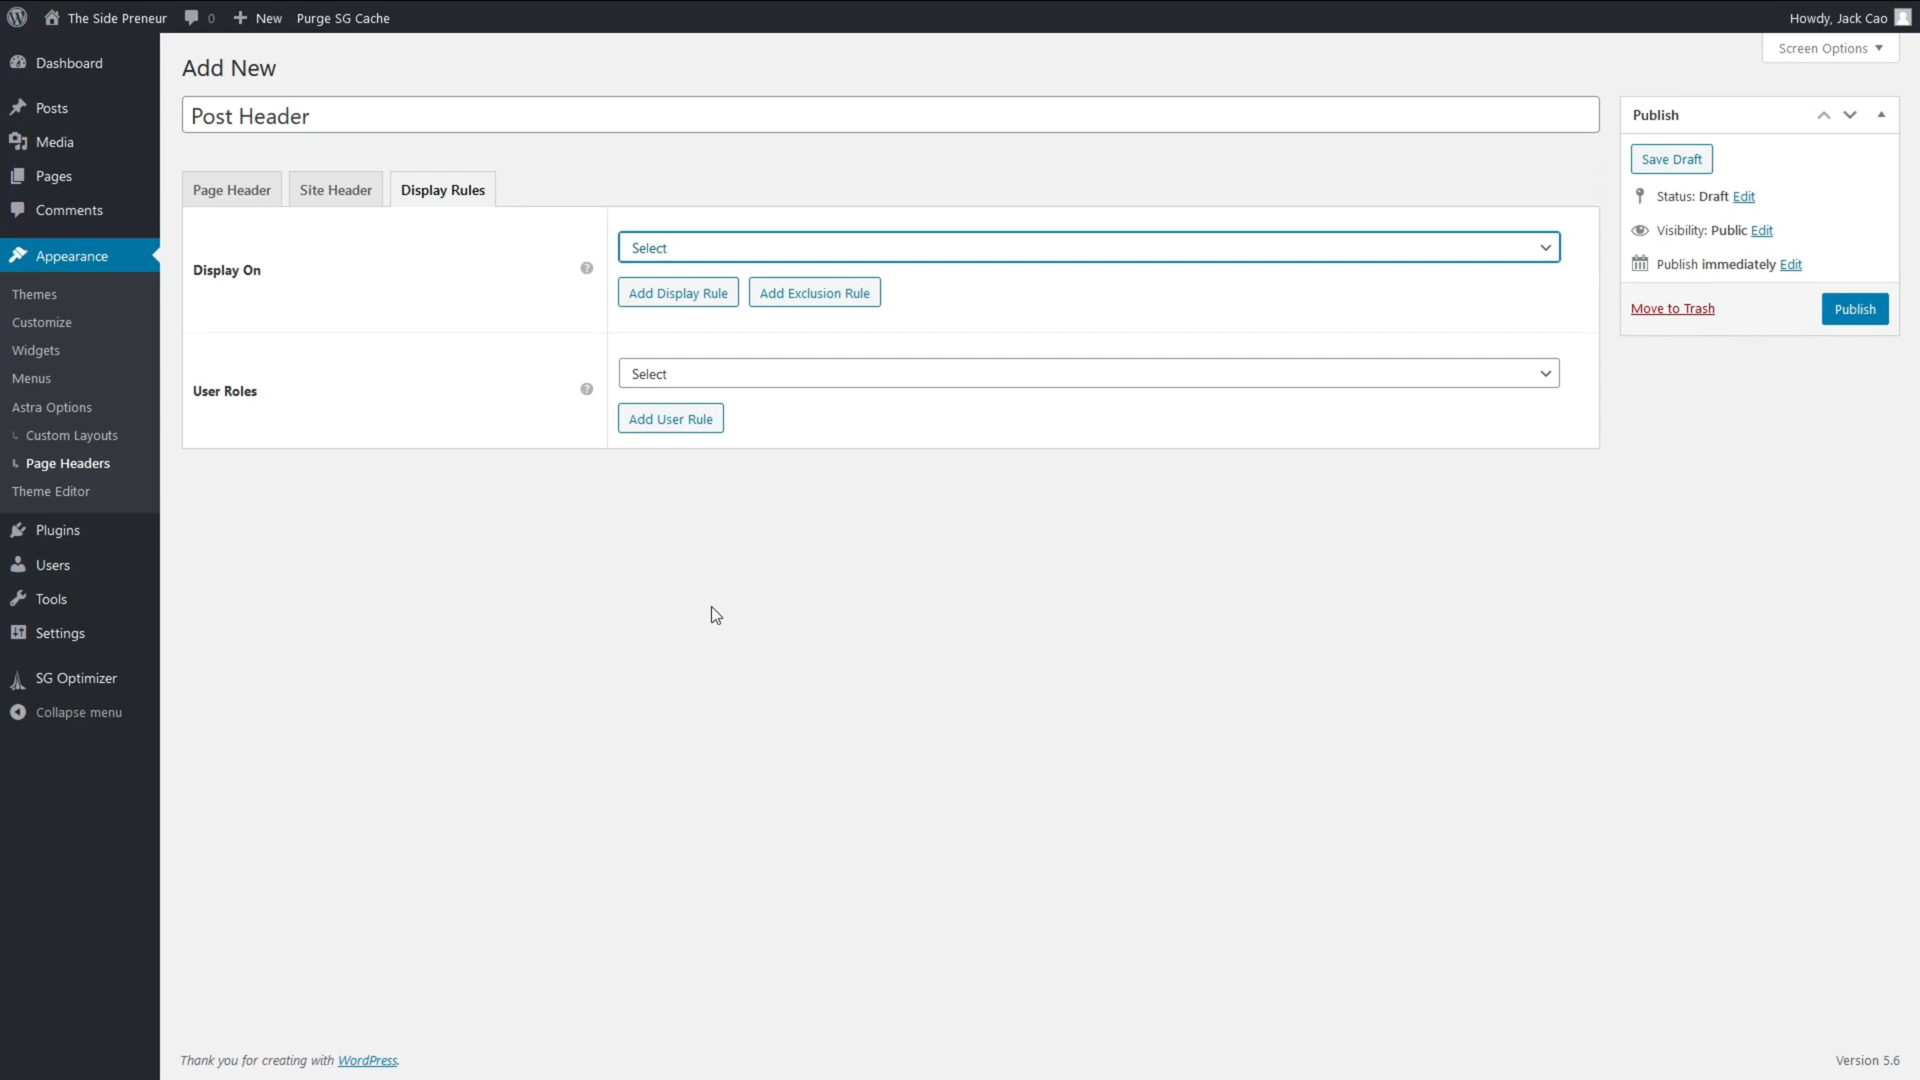 The Side Preneur 0 New Purge SG Cache Howdy, Jack Cao
Screen Options
Dashboard
Posts
Media
Pages
Comments
Appearance
Themes
Customize
Widgets
Menus
Astra Options
Custom Layouts
Page Headers
Theme Editor
Plugins
Users
Tools
Settings
SG Optimizer
Collapse menu
Add New
Post Header
Page Header Site Header Display Rules
Display On ? Select
Add Display Rule Add Exclusion Rule
User Roles ? Select
Add User Rule
Publish
Save Draft
Status: Draft Edit
Visibility: Public Edit
Publish immediately Edit
Move to Trash Publish
Thank you for creating with WordPress.
Version 5.6